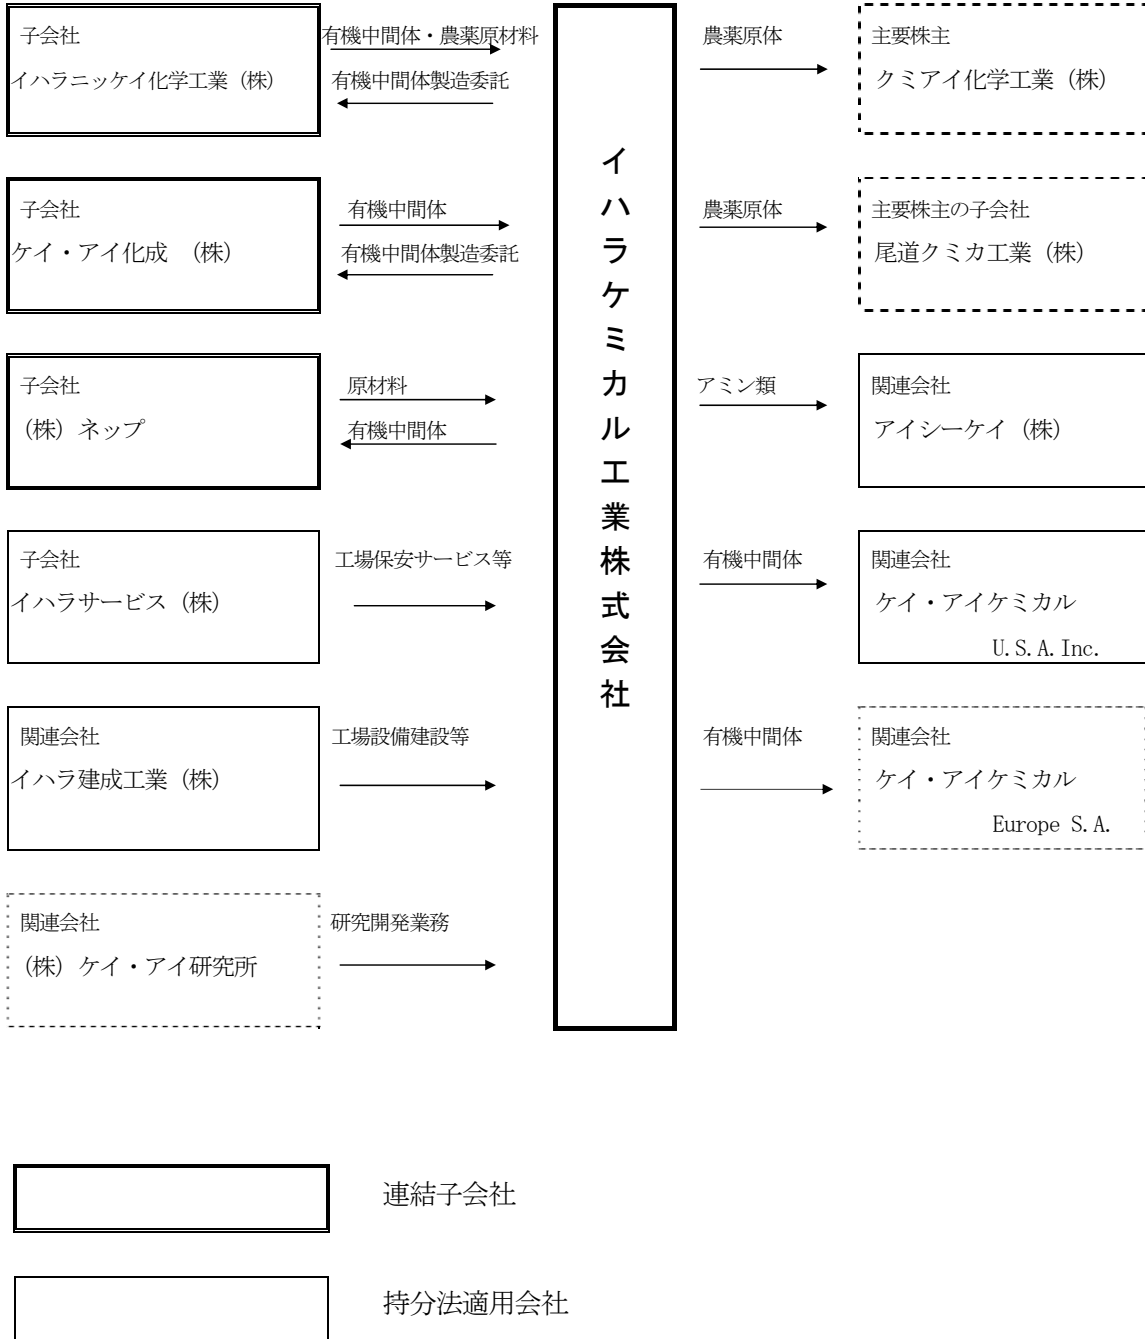 子会社
イハラニッケイ化学工業（株）
有機中間体・農薬原材料
有機中間体製造委託
農薬原体
主要株主
クミアイ化学工業（株）
子会社
ケイ・アイ化成　（株）
有機中間体
有機中間体製造委託
農薬原体
主要株主の子会社
尾道クミカ工業（株）
子会社
（株）ネップ
原材料
有機中間体
アミン類
関連会社
アイシーケイ（株）
子会社
イハラサービス（株）
工場保安サービス等
有機中間体
関連会社
ケイ・アイケミカル
U.S.A.Inc.
関連会社
イハラ建成工業（株）
工場設備建設等
有機中間体
関連会社
ケイ・アイケミカル
Europe S.A.
関連会社
（株）ケイ・アイ研究所
研究開発業務
イハラケミカル工業株式会社
連結子会社
持分法適用会社